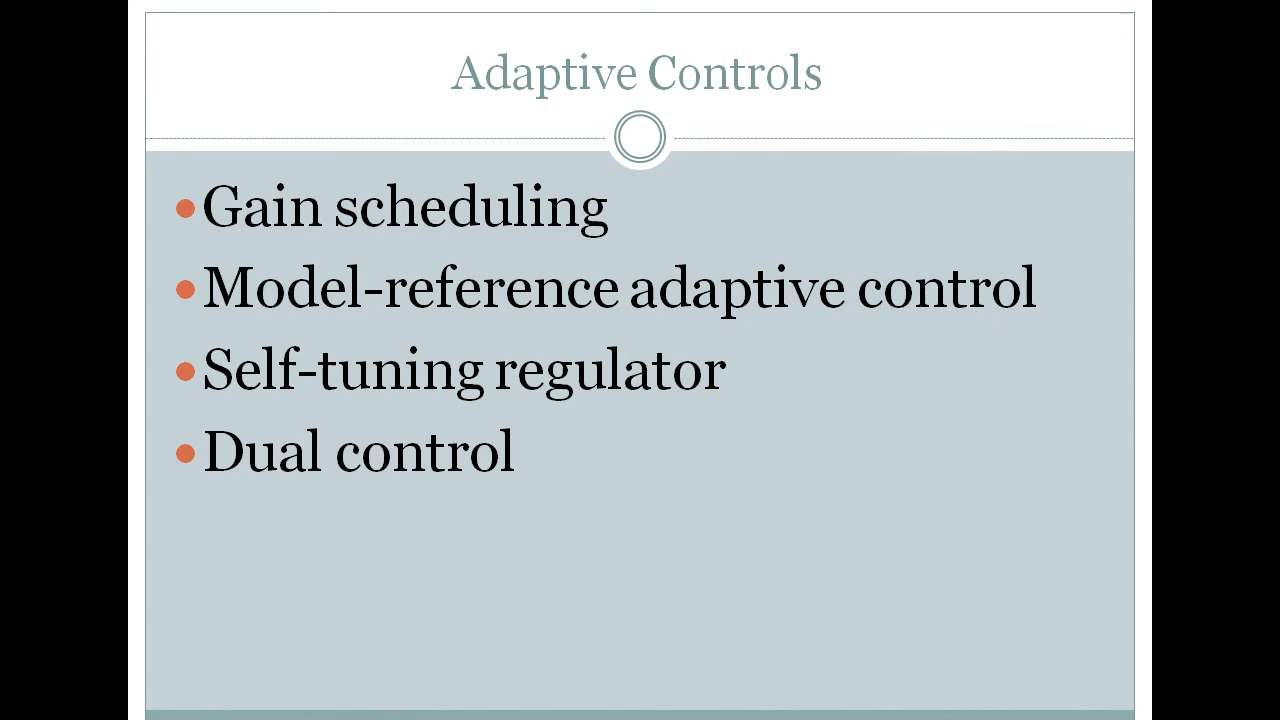 Adaptive Controls
•Gain scheduling
•Model-reference adaptive control
•Self-tuning regulator
•Dual control